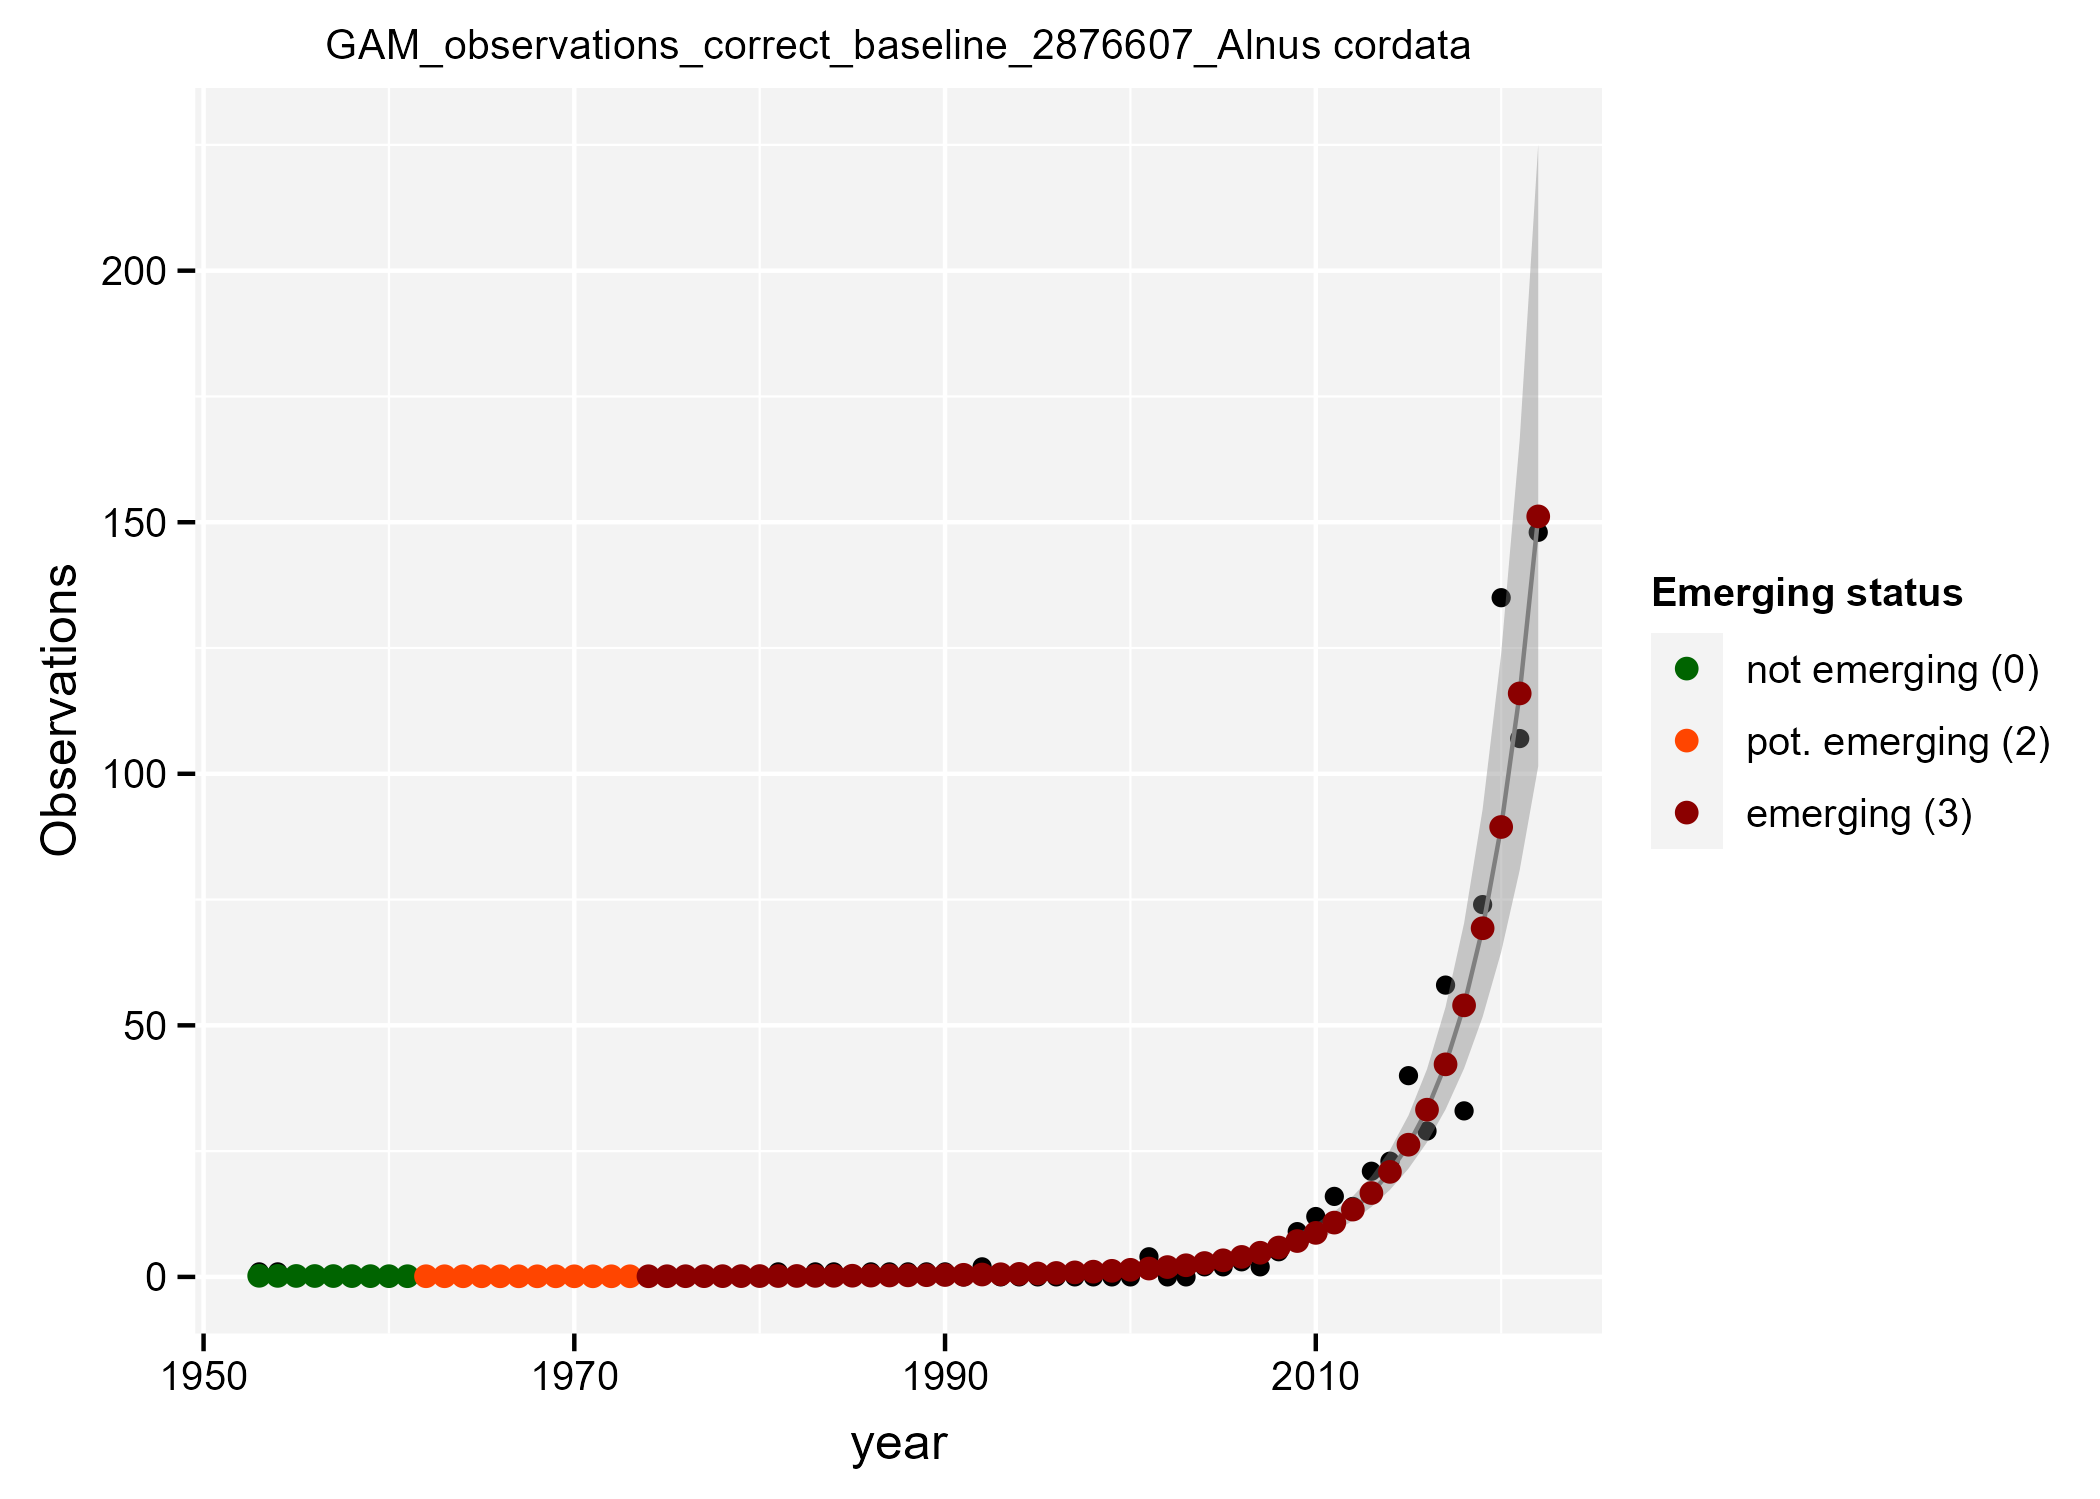 GAM_observations_correct_baseline_2876607_Alnus cordata
Observations
200
150
100
50
0
1950 1970 1990 2010
year
Emerging status
not emerging (0)
pot. emerging (2)
emerging (3)